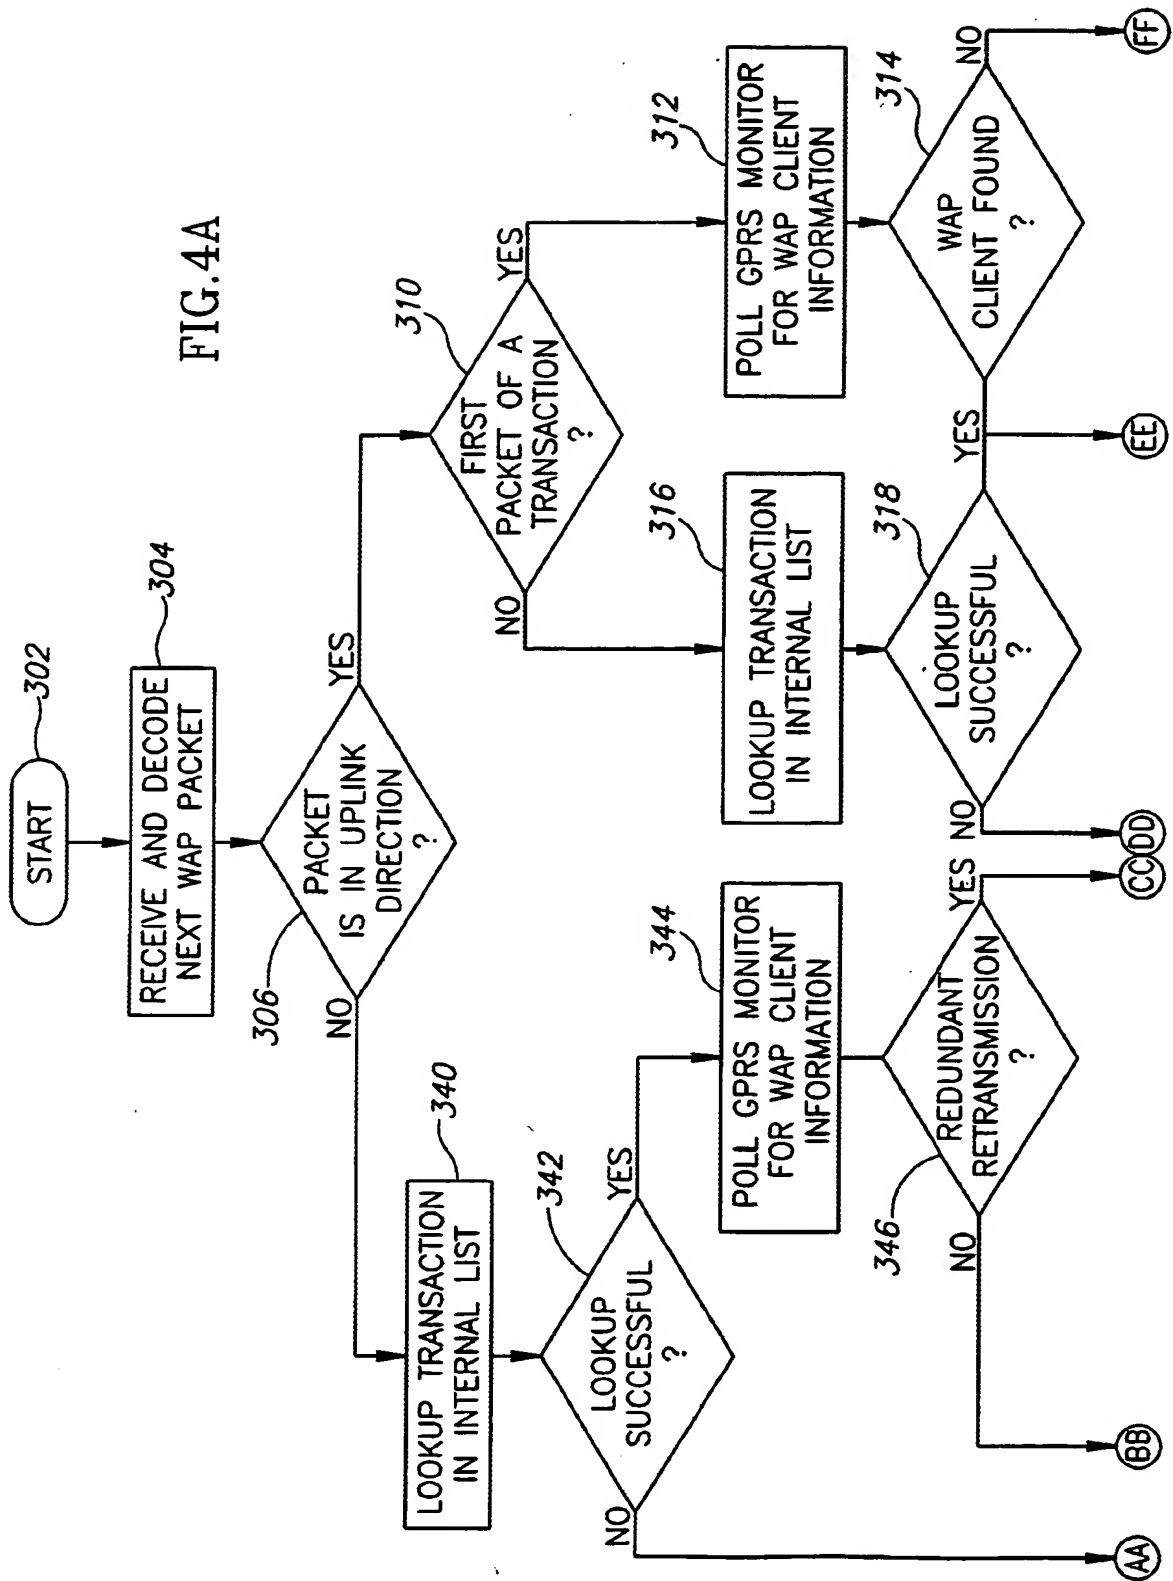 FIG.4A
START
302
RECEIVE AND DECODE
NEXT WAP PACKET
304
PACKET
IS IN UPLINK
DIRECTION
?
306
NO
YES
LOOKUP TRANSACTION
IN INTERNAL LIST
340
LOOKUP
SUCCESSFUL
?
342
NO
YES
FIRST
PACKET OF A
TRANSACTION
?
310
NO
YES
POLL GPRS MONITOR
FOR WAP CLIENT
INFORMATION
344
REDUNDANT
RETRANSMISSION
?
346
NO
YES
LOOKUP TRANSACTION
IN INTERNAL LIST
316
LOOKUP
SUCCESSFUL
?
318
NO
YES
POLL GPRS MONITOR
FOR WAP CLIENT
INFORMATION
312
WAP
CLIENT FOUND
?
314
NO
AA
BB
CC
DD
EE
FF